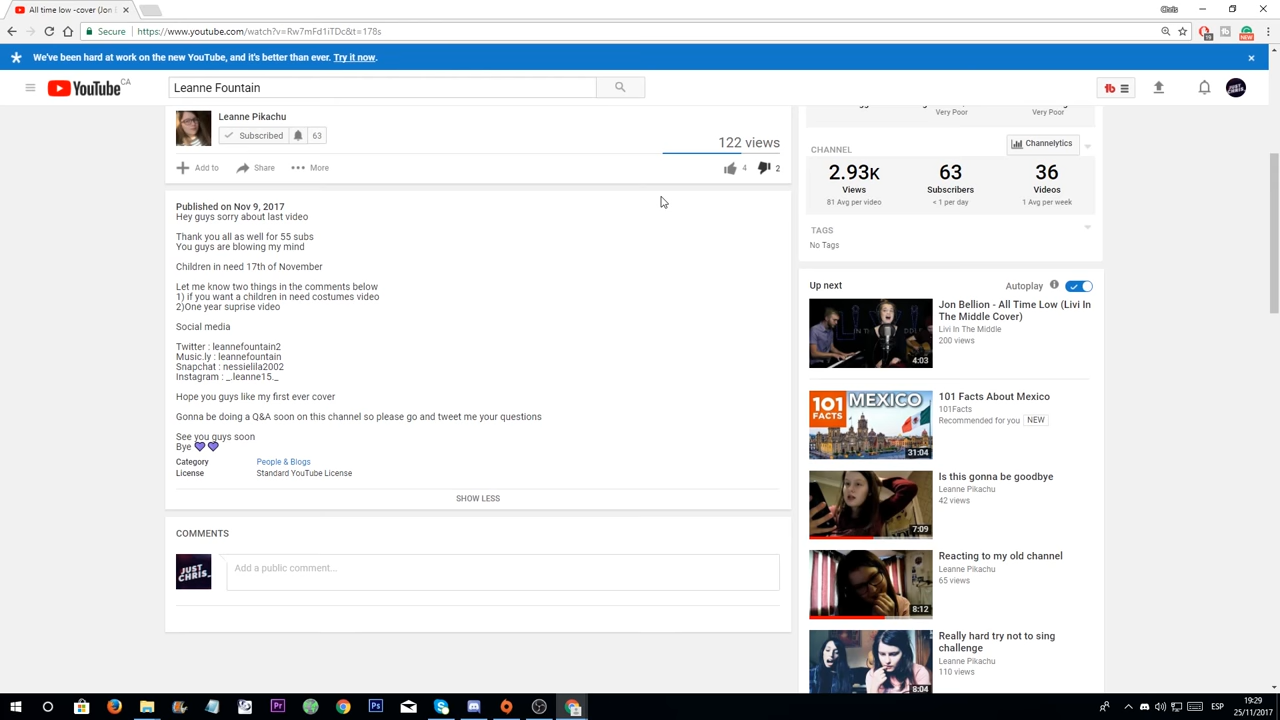 All time low -cover (Jon
Chris
Secure
https://www.youtube.com/watch?v=Rw7mFd1iTDc&t=178s
19
NEW
We've been hard at work on the new YouTube, and it's better than ever. Try it now.
YouTube CA
Leanne Fountain
fb
JUST CHRIS_
Leanne Pikachu
Subscribed 63
122 views
Add to Share More
4 2
Published on Nov 9, 2017
Hey guys sorry about last video
Thank you all as well for 55 subs
You guys are blowing my mind
Children in need 17th of November
Let me know two things in the comments below
1) if you want a children in need costumes video
2)One year suprise video
Social media
Twitter : leannefountain2
Music.ly : leannefountain
Snapchat : nessielila2002
Instagram : _.leanne15._
Hope you guys like my first ever cover
Gonna be doing a Q&A soon on this channel so please go and tweet me your questions
See you guys soon
Bye 💜💜
Category People & Blogs
License Standard YouTube License
SHOW LESS
COMMENTS
JUST CHRIS_
Add a public comment...
Very Poor Very Poor
CHANNEL Channelytics
2.93K 63 36
Views Subscribers Videos
81 Avg per video < 1 per day 1 Avg per week
TAGS
No Tags
Up next Autoplay
Jon Bellion - All Time Low (Livi In
The Middle Cover)
Livi In The Middle
200 views
4:03
101 Facts About Mexico
101Facts
Recommended for you NEW
101 FACTS MEXICO
31:04
Is this gonna be goodbye
Leanne Pikachu
42 views
7:09
Reacting to my old channel
Leanne Pikachu
65 views
8:12
Really hard try not to sing
challenge
Leanne Pikachu
110 views
8:04
Pr
Ps
ESP
19:29
25/11/2017